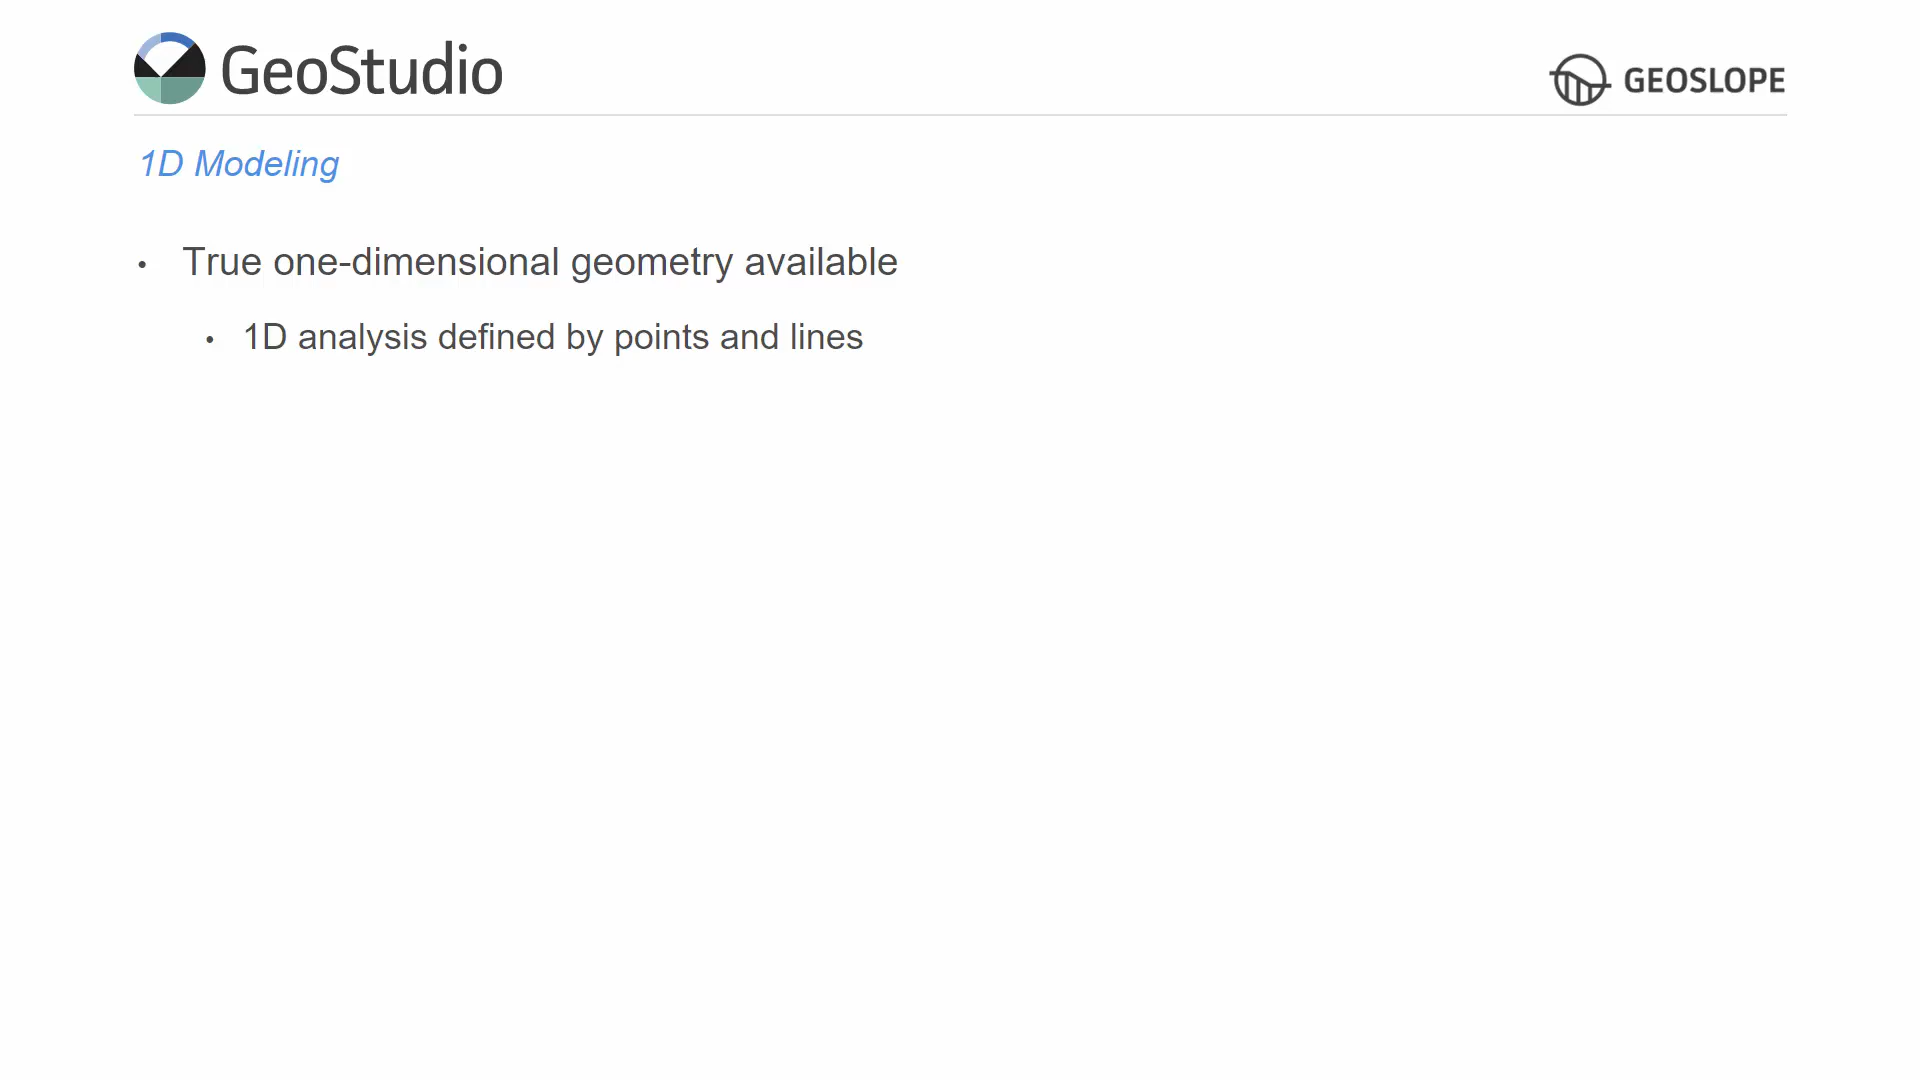 GeoStudio
GEOSLOPE
1D Modeling
• True one-dimensional geometry available
• 1D analysis defined by points and lines